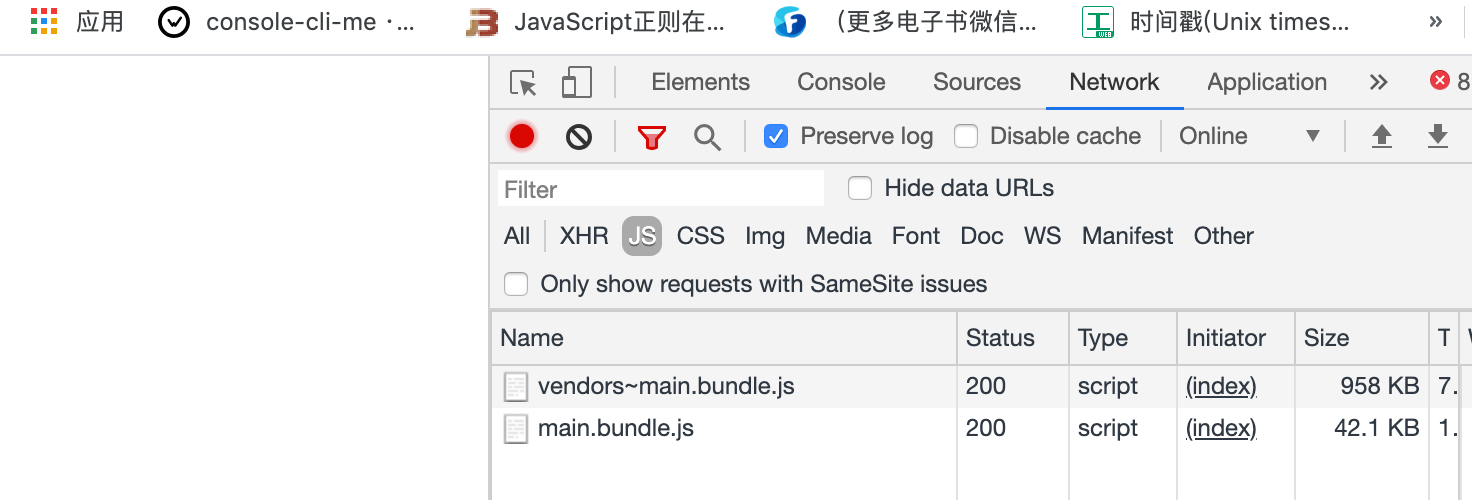 应用 console-cli-me ·... JavaScript正则在... （更多电子书微信... 时间戳(Unix times... »
Elements Console Sources Network Application » 8
Preserve log Disable cache Online
Filter Hide data URLs
All XHR JS CSS Img Media Font Doc WS Manifest Other
Only show requests with SameSite issues
Name Status Type Initiator Size T
vendors~main.bundle.js 200 script (index) 958 KB 7.
main.bundle.js 200 script (index) 42.1 KB 1.